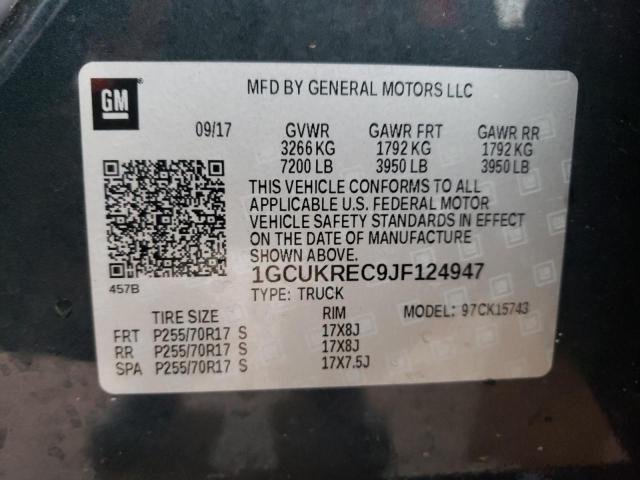 GM
MFD BY GENERAL MOTORS LLC
09/17 GVWR GAWR FRT GAWR RR
3266 KG 1792 KG 1792 KG
7200 LB 3950 LB 3950 LB
THIS VEHICLE CONFORMS TO ALL
APPLICABLE U.S. FEDERAL MOTOR
VEHICLE SAFETY STANDARDS IN EFFECT
ON THE DATE OF MANUFACTURE
SHOWN ABOVE.
457B
1GCUKREC9JF124947
TYPE: TRUCK
TIRE SIZE RIM MODEL: 97CK15743
FRT P255/70R17 S 17X8J
RR P255/70R17 S 17X8J
SPA P255/70R17 S 17X7.5J